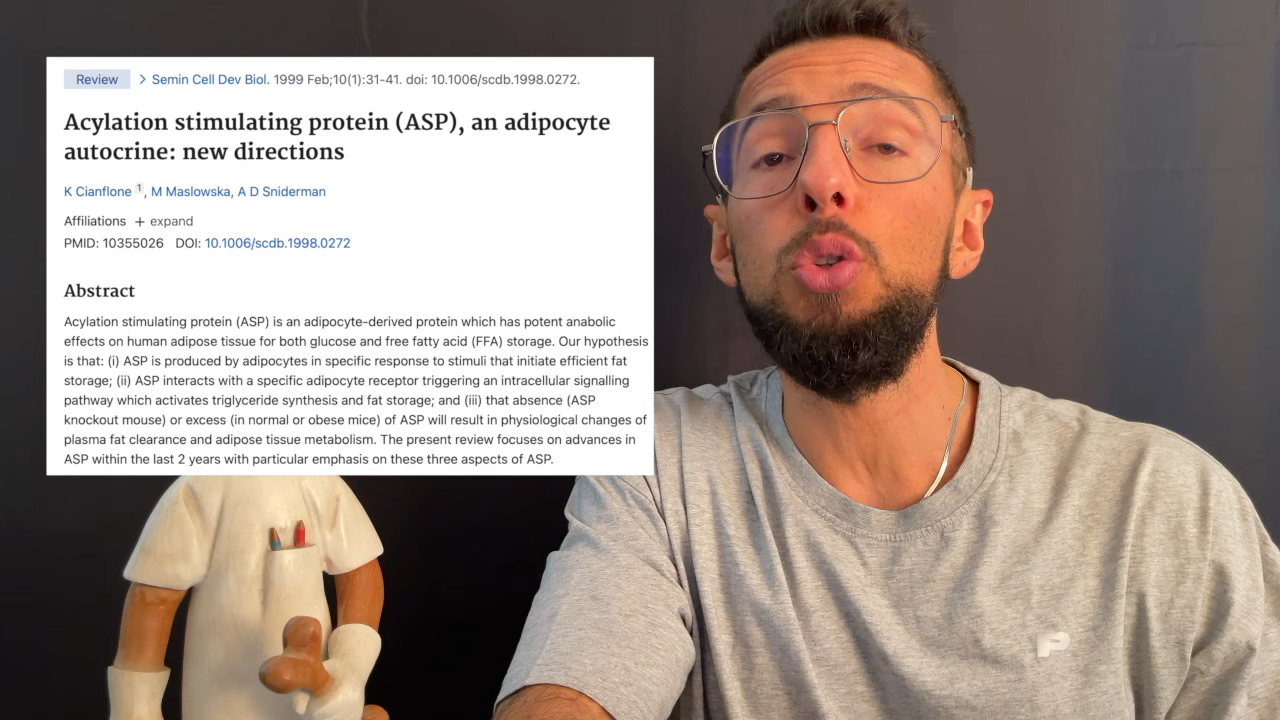 Review > Semin Cell Dev Biol. 1999 Feb;10(1):31-41. doi: 10.1006/scdb.1998.0272.
Acylation stimulating protein (ASP), an adipocyte
autocrine: new directions
K Cianflone 1, M Maslowska, A D Sniderman
Affiliations + expand
PMID: 10355026 DOI: 10.1006/scdb.1998.0272
Abstract
Acylation stimulating protein (ASP) is an adipocyte-derived protein which has potent anabolic
effects on human adipose tissue for both glucose and free fatty acid (FFA) storage. Our hypothesis
is that: (i) ASP is produced by adipocytes in specific response to stimuli that initiate efficient fat
storage; (ii) ASP interacts with a specific adipocyte receptor triggering an intracellular signalling
pathway which activates triglyceride synthesis and fat storage; and (iii) that absence (ASP
knockout mouse) or excess (in normal or obese mice) of ASP will result in physiological changes of
plasma fat clearance and adipose tissue metabolism. The present review focuses on advances in
ASP within the last 2 years with particular emphasis on these three aspects of ASP.
P